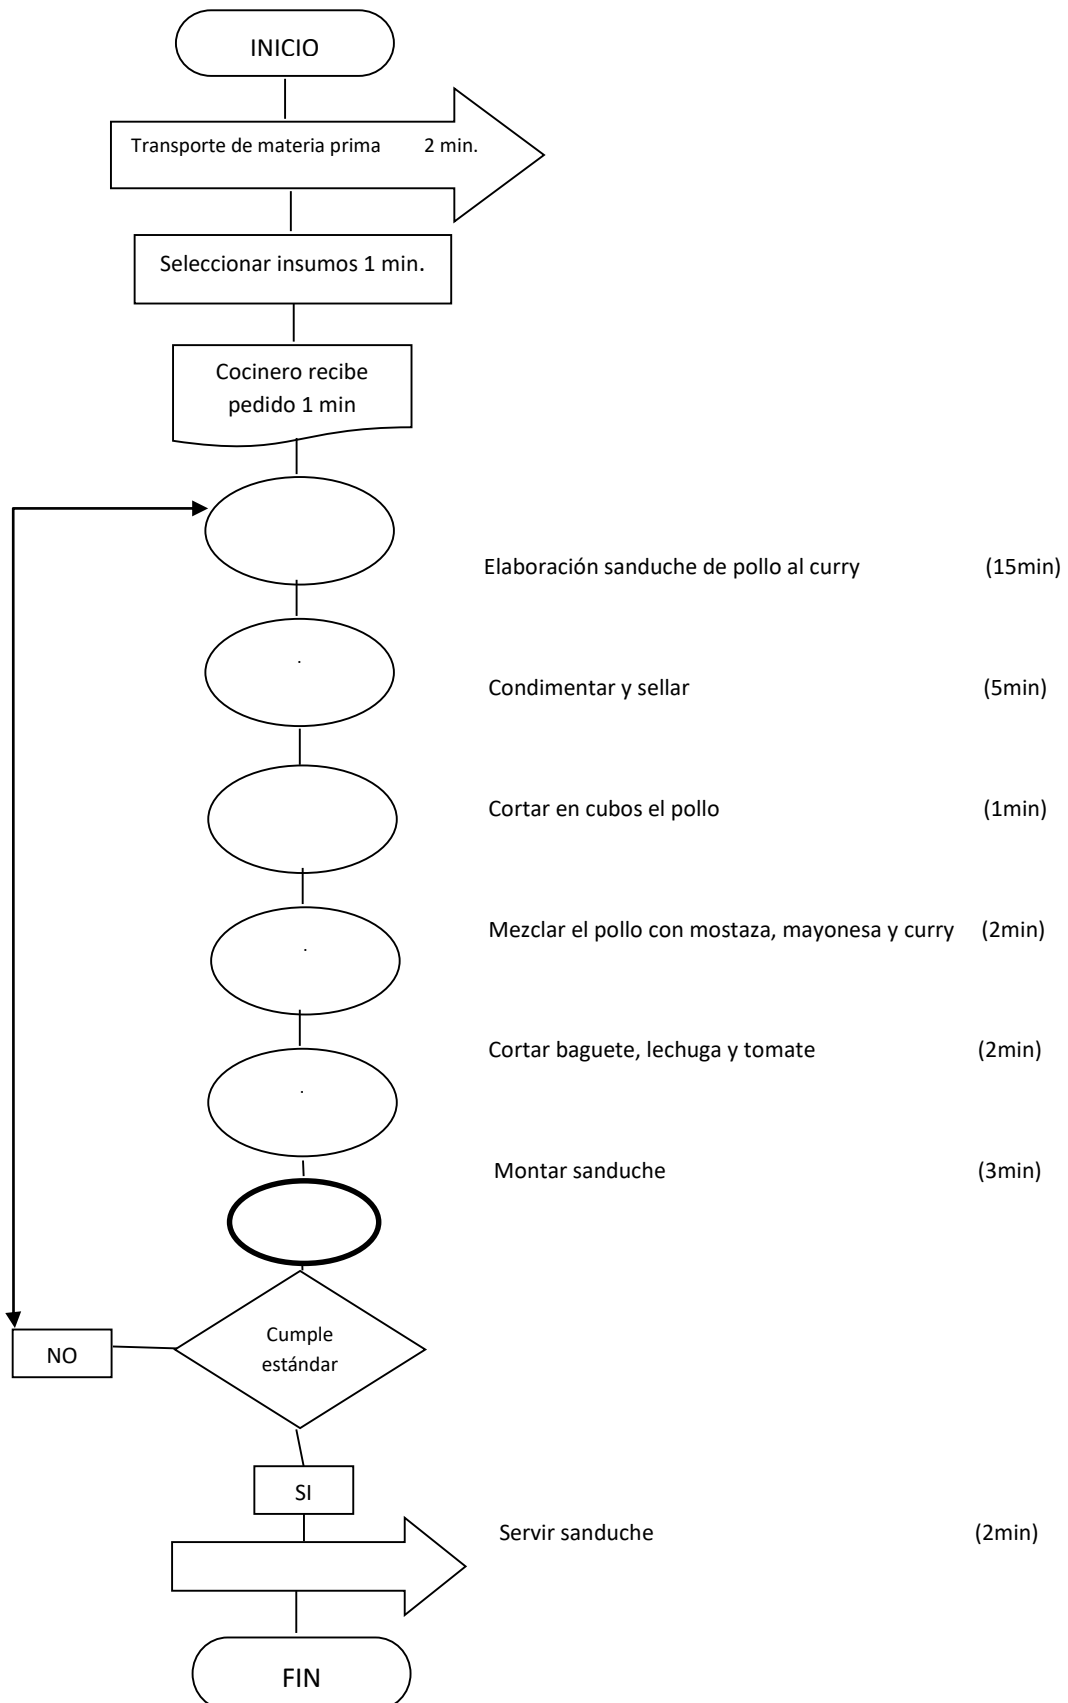 INICIO
Transporte de materia prima 2 min.
Seleccionar insumos 1 min.
Cocinero recibe
pedido 1 min
Elaboración sanduche de pollo al curry (15min)
Condimentar y sellar (5min)
Cortar en cubos el pollo (1min)
Mezclar el pollo con mostaza, mayonesa y curry (2min)
Cortar baguete, lechuga y tomate (2min)
Montar sanduche (3min)
Cumple
estándar
NO
SI
Servir sanduche (2min)
FIN